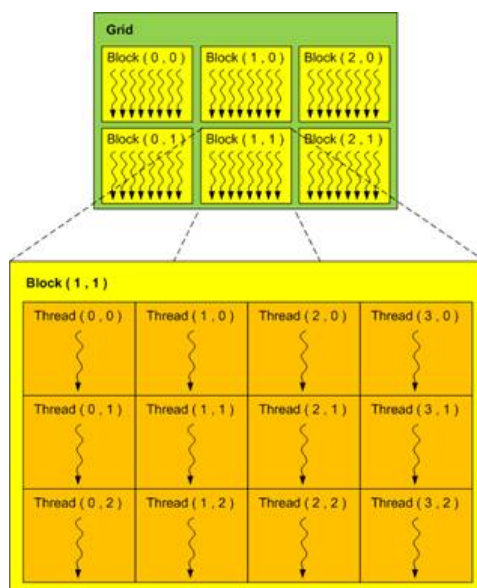 Grid
Block ( 0 , 0 ) Block ( 1 , 0 ) Block ( 2 , 0 )
Block ( 0 , 1 ) Block ( 1 , 1 ) Block ( 2 , 1 )
Block ( 1 , 1 )
Thread ( 0 , 0 ) Thread ( 1 , 0 ) Thread ( 2 , 0 ) Thread ( 3 , 0 )
Thread ( 0 , 1 ) Thread ( 1 , 1 ) Thread ( 2 , 1 ) Thread ( 3 , 1 )
Thread ( 0 , 2 ) Thread ( 1 , 2 ) Thread ( 2 , 2 ) Thread ( 3 , 2 )